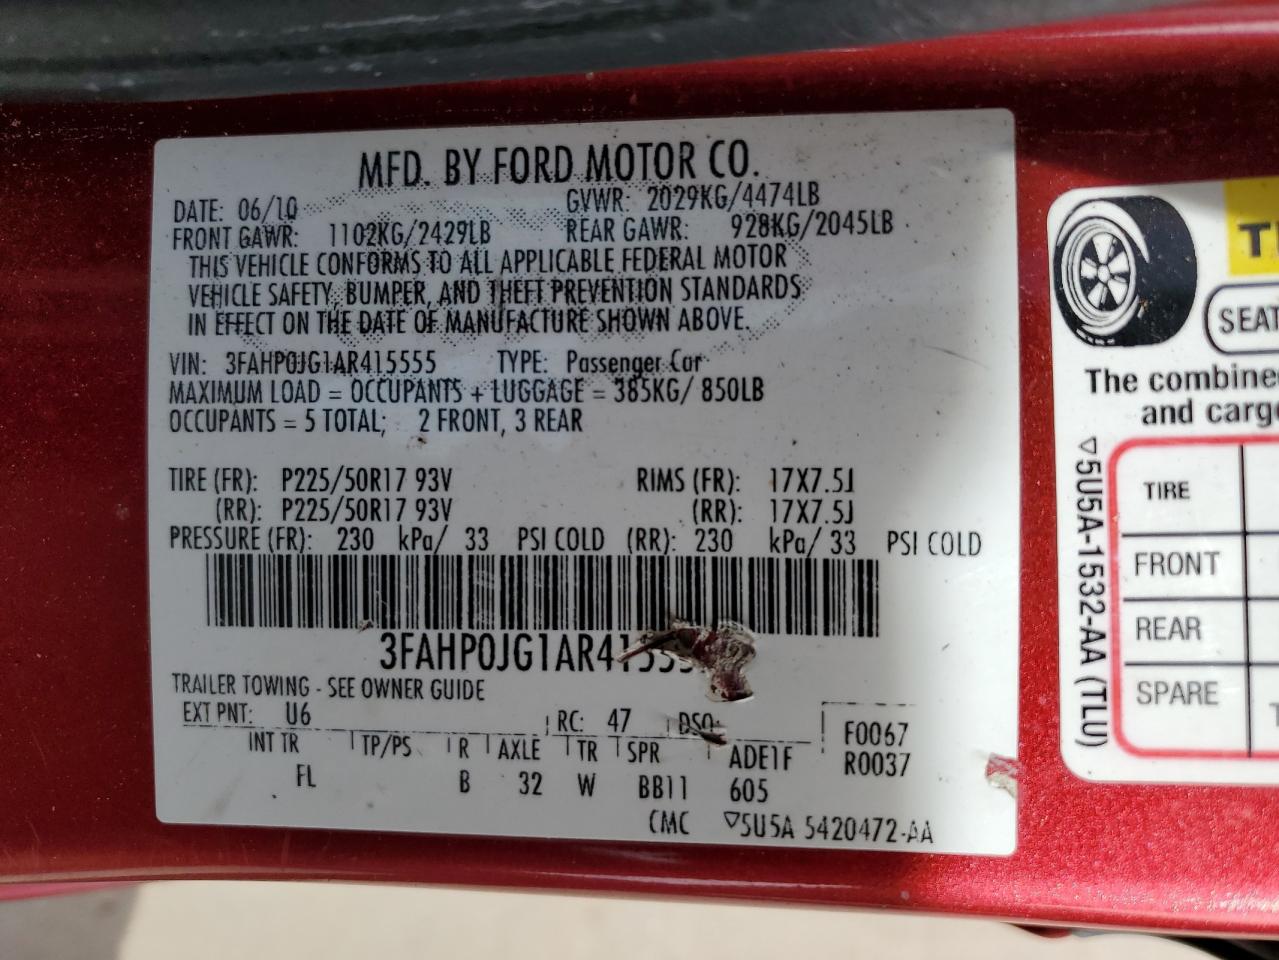 MFD. BY FORD MOTOR CO.
DATE: 06/10 GVWR: 2029KG/4474LB
FRONT GAWR: 1102KG/2429LB REAR GAWR: 928KG/2045LB
THIS VEHICLE CONFORMS TO ALL APPLICABLE FEDERAL MOTOR
VEHICLE SAFETY, BUMPER, AND THEFT PREVENTION STANDARDS
IN EFFECT ON THE DATE OF MANUFACTURE SHOWN ABOVE.
VIN: 3FAHP0JG1AR415555 TYPE: Passenger Car
MAXIMUM LOAD = OCCUPANTS + LUGGAGE = 385KG/ 850LB
OCCUPANTS = 5 TOTAL; 2 FRONT, 3 REAR
TIRE (FR): P225/50R17 93V RIMS (FR): 17X7.5J
(RR): P225/50R17 93V (RR): 17X7.5J
PRESSURE (FR): 230 kPa/ 33 PSI COLD (RR): 230 kPa/ 33 PSI COLD
TRAILER TOWING - SEE OWNER GUIDE
EXT PNT: U6 RC: 47 DSO: F0067
INT TR TP/PS R AXLE TR SPR ADE1F R0037
FL B 32 W BB11 605
CMC ▽5U5A 5420472-AA
SEAT
The combine
and cargo
TIRE
FRONT
REAR
SPARE
▽5U5A-1532-AA (TLU)